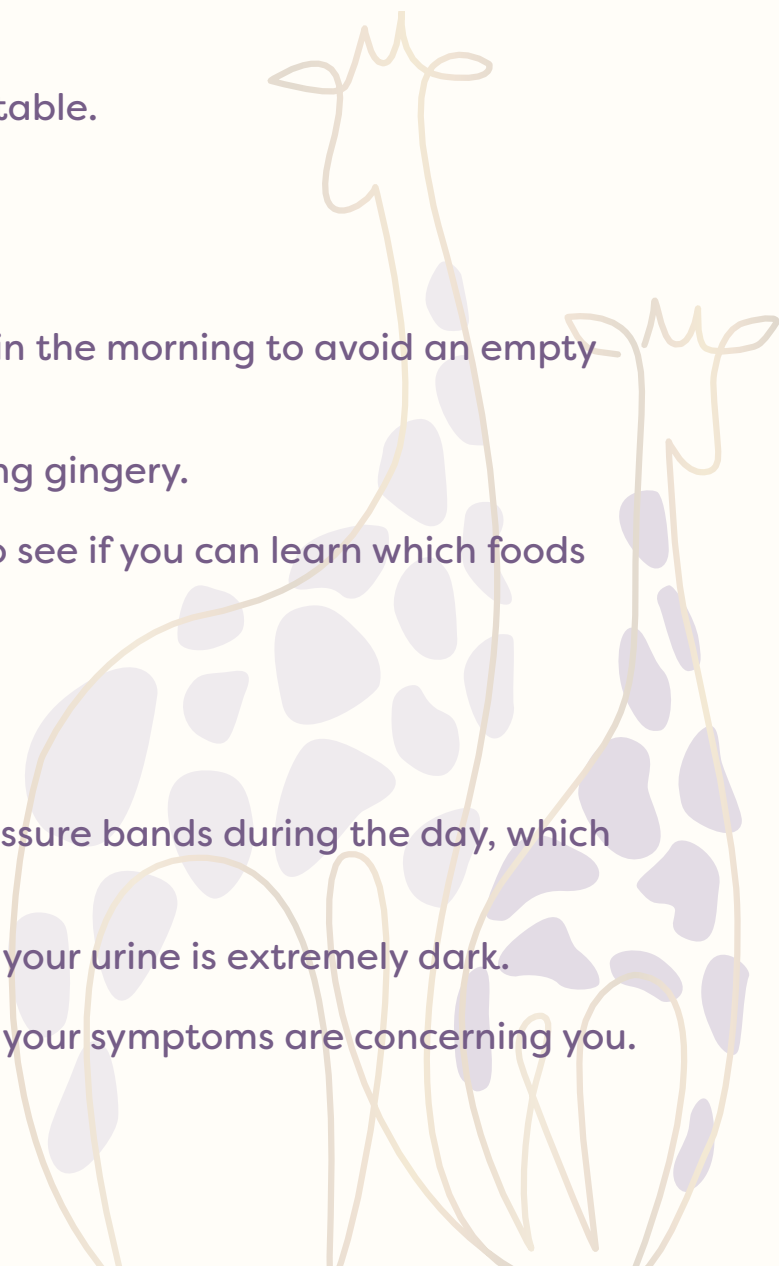 table.
in the morning to avoid an empty
ng gingery.
o see if you can learn which foods
ssure bands during the day, which
your urine is extremely dark.
your symptoms are concerning you.